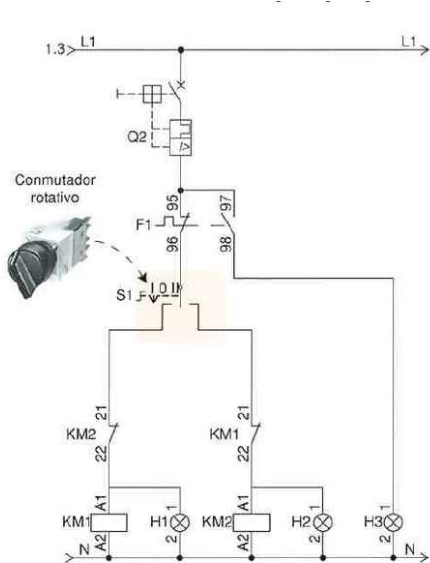 1.3 L1 L1
Q2
I>
Conmutador
rotativo
95 97
F1
96 98
S1 I 0 II
21 21
KM2 KM1
22 22
A1 1 A1 1 1
KM1 H1 KM2 H2 H3
A2 2 A2 2 2
N N